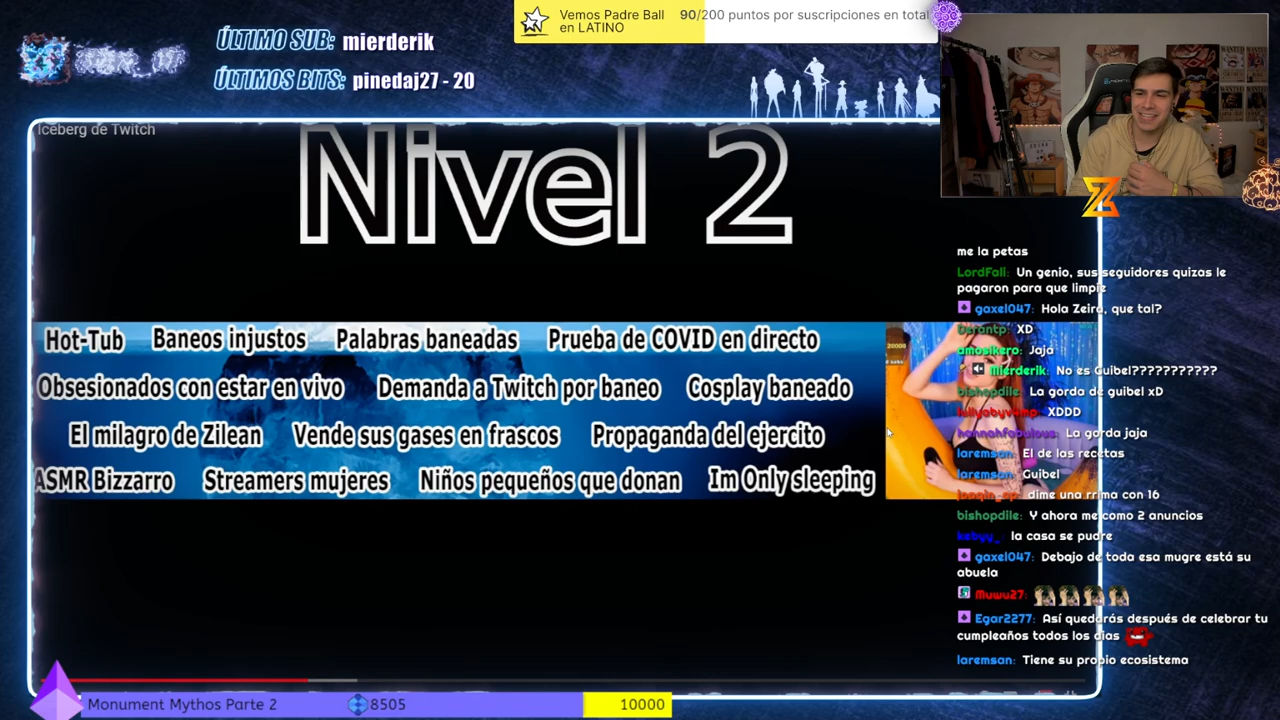 ÚLTIMO SUB: mierderik
ÚLTIMOS BITS: pinedaj27 - 20
Vemos Padre Ball
en LATINO
90/200 puntos por suscripciones en total
Iceberg de Twitch
Nivel 2
Hot-Tub Baneos injustos Palabras baneadas Prueba de COVID en directo
Obsesionados con estar en vivo Demanda a Twitch por baneo Cosplay baneado
El milagro de Zilean Vende sus gases en frascos Propaganda del ejercito
ASMR Bizzarro Streamers mujeres Niños pequeños que donan Im Only sleeping
me la petas
LordFali: Un genio, sus seguidores quizas le
pagaron para que limpie
gaxel047: Hola Zeira, que tal?
XD
amosikero: Jaja
Mierderik: No es Guibel???????????
bishopdile: La gorda de guibel xD
XDDD
hannahfabulous: La gorda jaja
laremsan: El de las recetas
laremsan: Guibel
dime una rrima con 16
bishopdile: Y ahora me como 2 anuncios
kebyy_: la casa se pudre
gaxel047: Debajo de toda esa mugre está su
abuela
Muwu27:
Egar2277: Así quedarás después de celebrar tu
cumpleaños todos los dias
laremsan: Tiene su propio ecosistema
Monument Mythos Parte 2 8505 10000